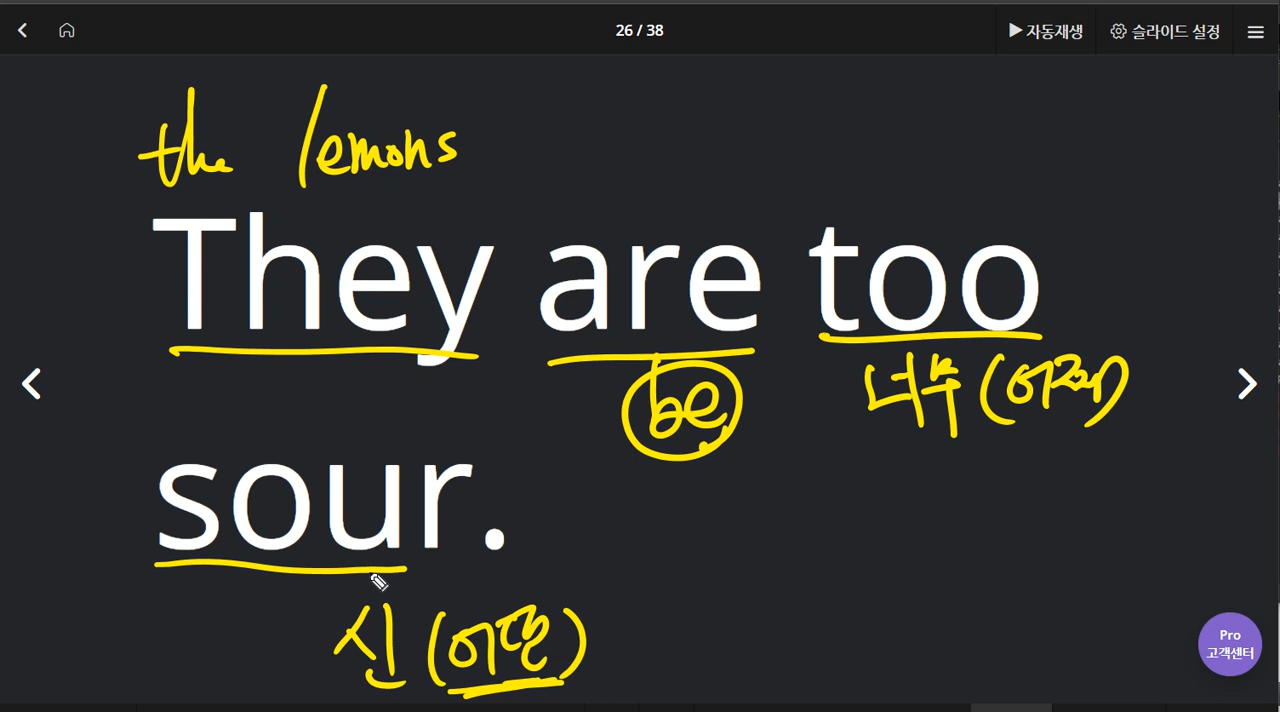 26 / 38
▶ 자동재생
슬라이드 설정
the lemons
They are too
be
너무 (어찌)
sour.
신 (어떤)
Pro
고객센터